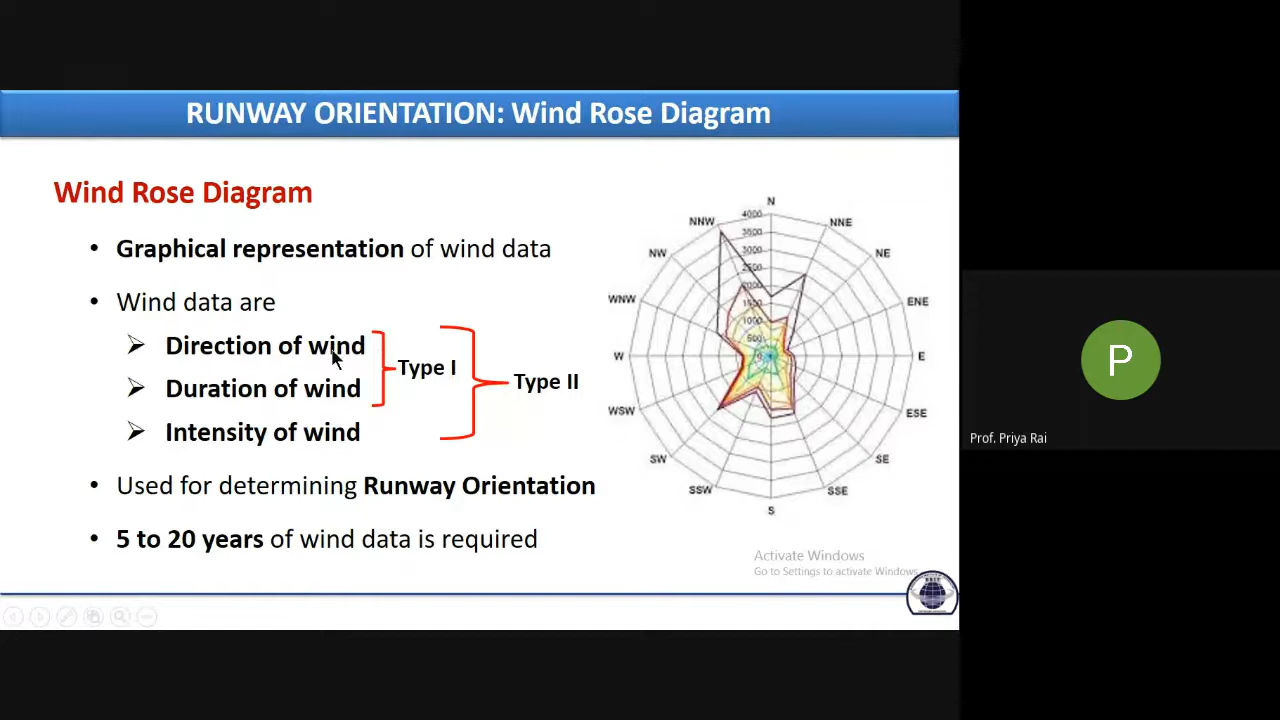 RUNWAY ORIENTATION: Wind Rose Diagram
Wind Rose Diagram
• Graphical representation of wind data
• Wind data are
➢ Direction of wind
➢ Duration of wind
➢ Intensity of wind
Type I
Type II
• Used for determining Runway Orientation
• 5 to 20 years of wind data is required
N
NNE
NE
ENE
E
ESE
SE
SSE
S
SSW
SW
WSW
W
WNW
NW
NNW
4000
3500
3000
2500
2000
1500
1000
500
0
Activate Windows
Go to Settings to activate Windows.
P
Prof. Priya Rai